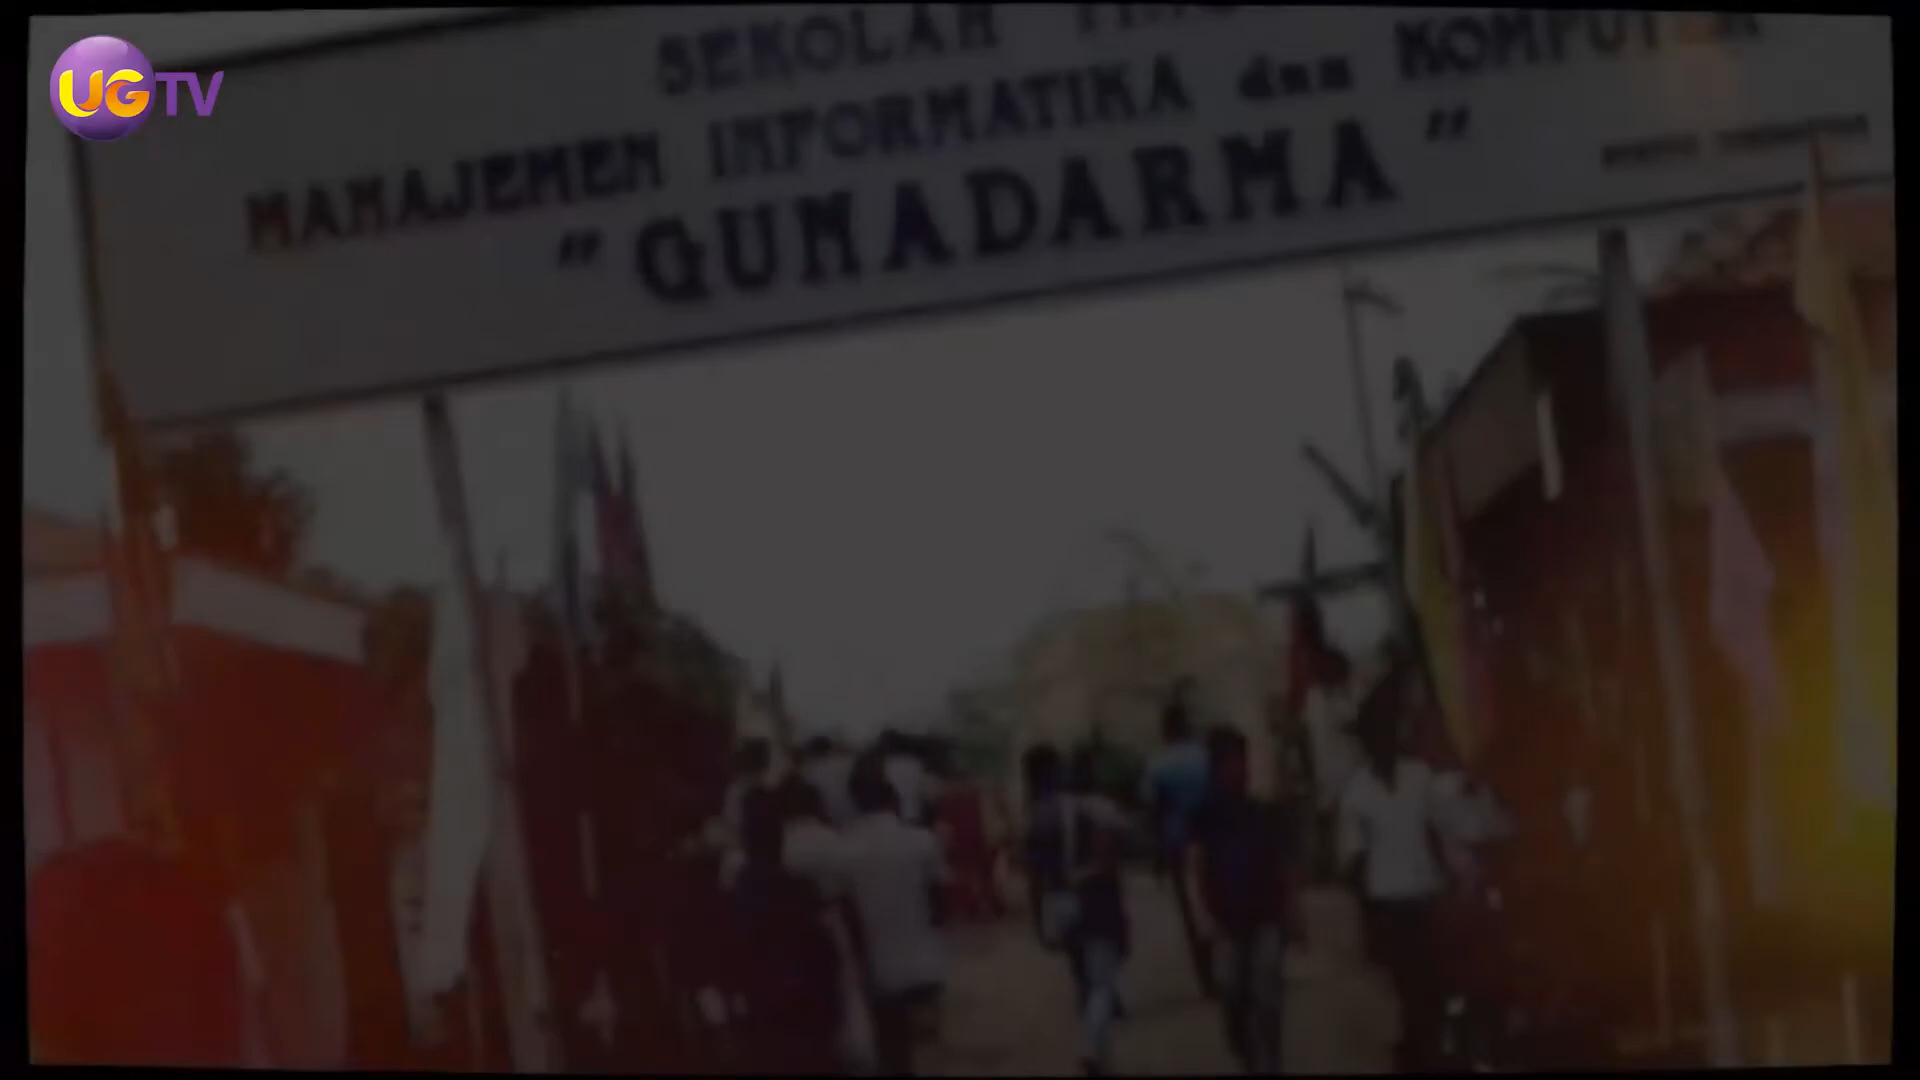 UGTV
SEKOLAH
MANAJEMEN INFORMATIKA dan KOMPUTER
"GUNADARMA"